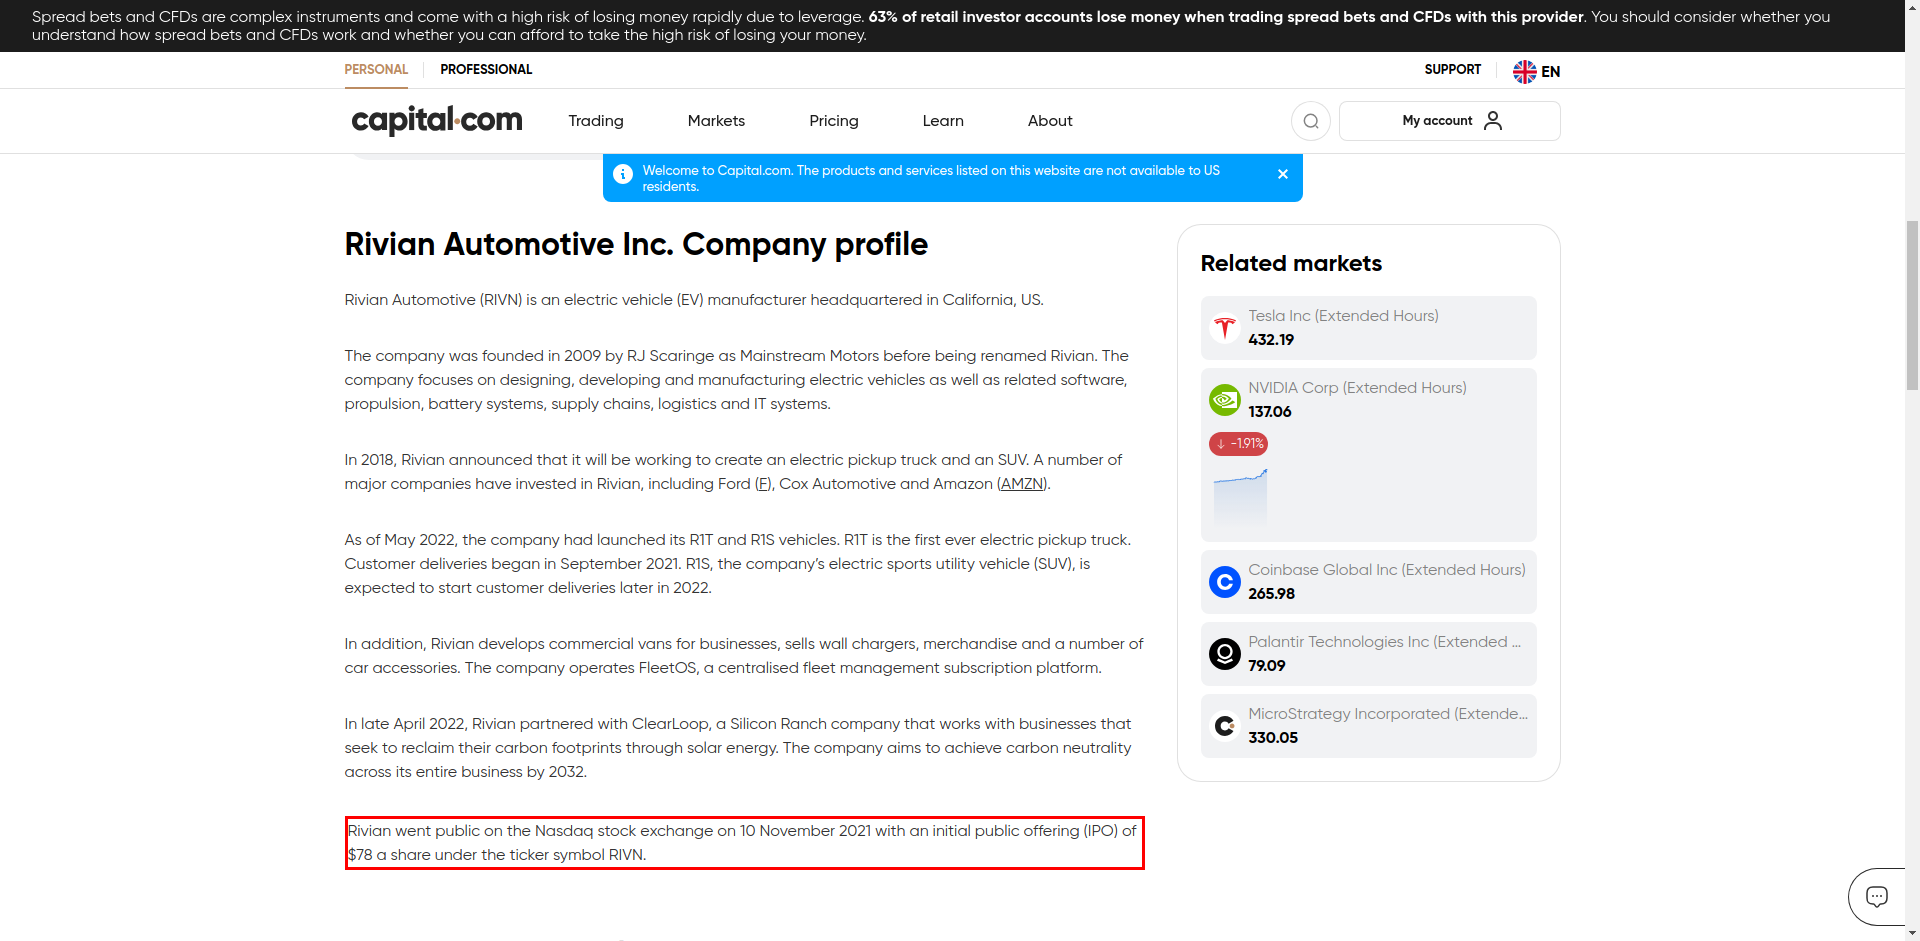 Spread bets and CFDs are complex instruments and come with a high risk of losing money rapidly due to leverage. 63% of retail investor accounts lose money when trading spread bets and CFDs with this provider. You should consider whether you
understand how spread bets and CFDs work and whether you can afford to take the high risk of losing your money.
PERSONAL PROFESSIONAL SUPPORT EN
capital.com Trading Markets Pricing Learn About My account
Welcome to Capital.com. The products and services listed on this website are not available to US
residents.
Rivian Automotive Inc. Company profile
Rivian Automotive (RIVN) is an electric vehicle (EV) manufacturer headquartered in California, US.
The company was founded in 2009 by RJ Scaringe as Mainstream Motors before being renamed Rivian. The
company focuses on designing, developing and manufacturing electric vehicles as well as related software,
propulsion, battery systems, supply chains, logistics and IT systems.
In 2018, Rivian announced that it will be working to create an electric pickup truck and an SUV. A number of
major companies have invested in Rivian, including Ford (F), Cox Automotive and Amazon (AMZN).
As of May 2022, the company had launched its R1T and R1S vehicles. R1T is the first ever electric pickup truck.
Customer deliveries began in September 2021. R1S, the company’s electric sports utility vehicle (SUV), is
expected to start customer deliveries later in 2022.
In addition, Rivian develops commercial vans for businesses, sells wall chargers, merchandise and a number of
car accessories. The company operates FleetOS, a centralised fleet management subscription platform.
In late April 2022, Rivian partnered with ClearLoop, a Silicon Ranch company that works with businesses that
seek to reclaim their carbon footprints through solar energy. The company aims to achieve carbon neutrality
across its entire business by 2032.
Rivian went public on the Nasdaq stock exchange on 10 November 2021 with an initial public offering (IPO) of
$78 a share under the ticker symbol RIVN.
Related markets
Tesla Inc (Extended Hours)
432.19
NVIDIA Corp (Extended Hours)
137.06
↓ -1.91%
Coinbase Global Inc (Extended Hours)
265.98
Palantir Technologies Inc (Extended ...
79.09
MicroStrategy Incorporated (Extende...
330.05